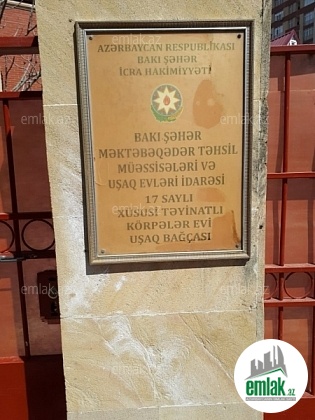 AZƏRBAYCAN RESPUBLİKASI
BAKI ŞƏHƏR
İCRA HAKİMİYYƏTİ
BAKI ŞƏHƏR
MƏKTƏBƏQƏDƏR TƏHSİL
MÜƏSSİSƏLƏRİ VƏ
UŞAQ EVLƏRİ İDARƏSİ
17 SAYLI
XÜSUSİ TƏYİNATLI
KÖRPƏLƏR EVİ
UŞAQ BAĞÇASI
emlak.az